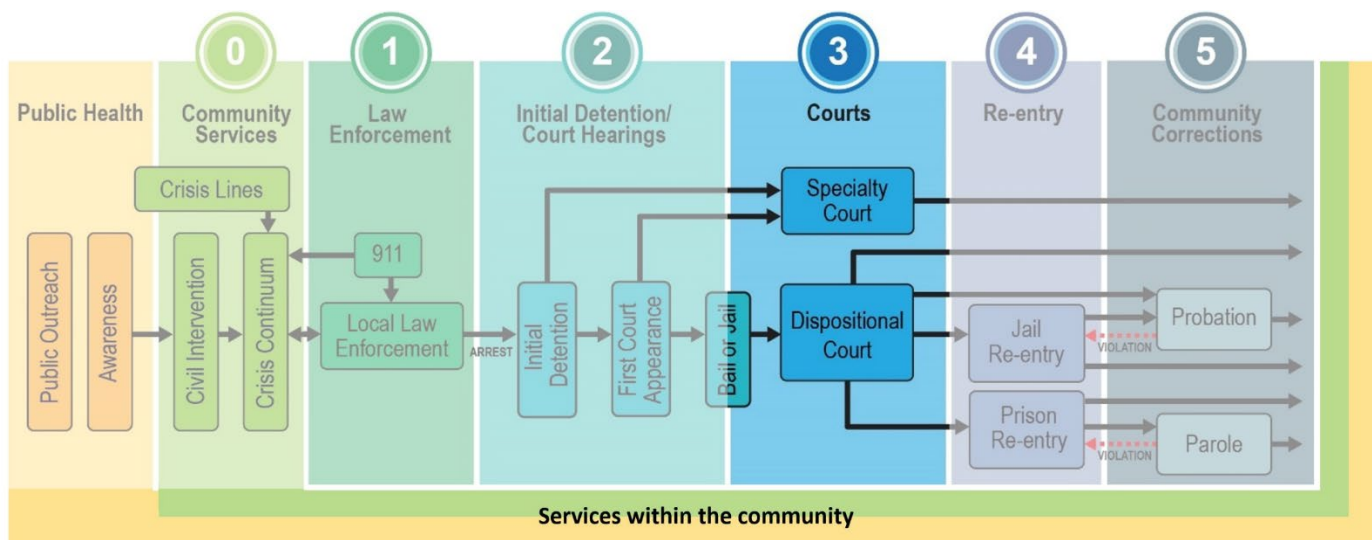 0
1
2
3
4
5
Public Health
Community
Services
Law
Enforcement
Initial Detention/
Court Hearings
Courts
Re-entry
Community
Corrections
Crisis Lines
Public Outreach
Awareness
Civil Intervention
Crisis Continuum
911
Local Law
Enforcement
ARREST
Initial
Detention
First Court
Appearance
Bail or Jail
Specialty
Court
Dispositional
Court
Jail
Re-entry
Prison
Re-entry
VIOLATION
VIOLATION
Probation
Parole
Services within the community